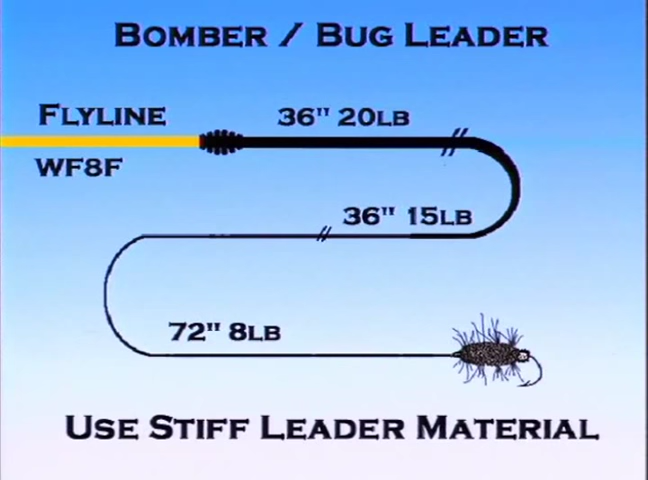 BOMBER / BUG LEADER
FLYLINE
36" 20LB
WF8F
36" 15LB
72" 8LB
USE STIFF LEADER MATERIAL